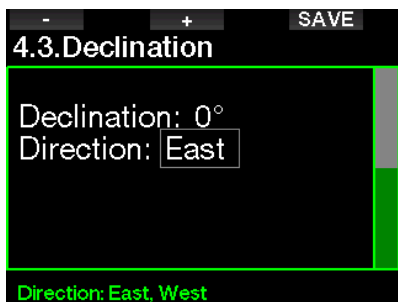 - + SAVE
4.3.Declination
Declination: 0°
Direction: East
Direction: East, West